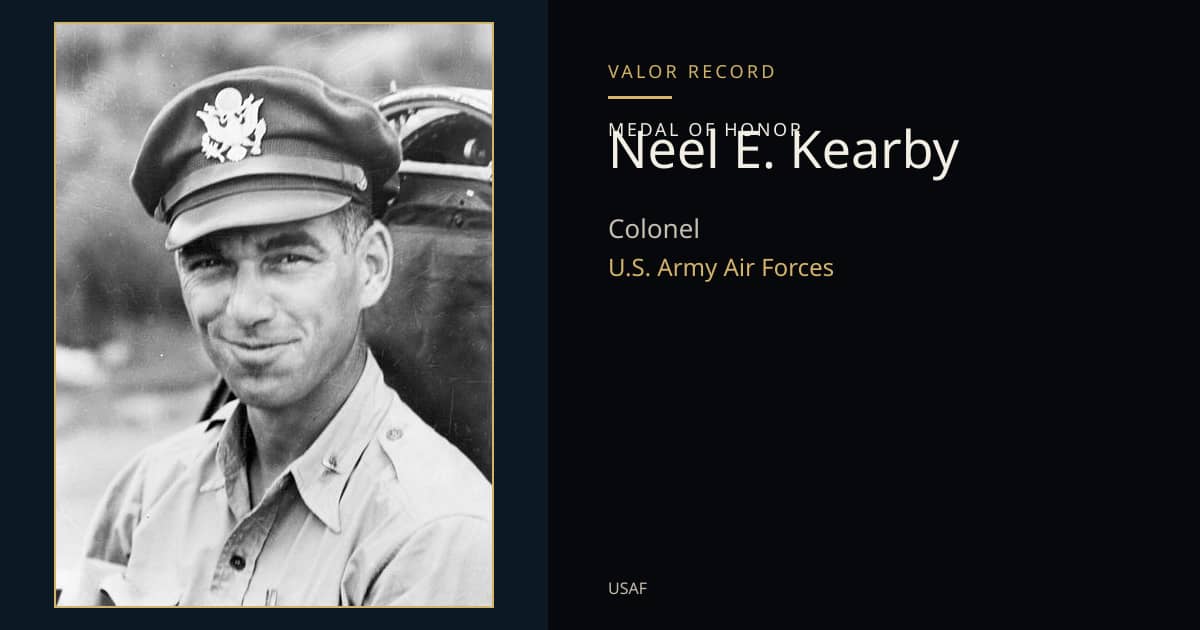 VALOR RECORD
MEDAL OF HONOR
Neel E. Kearby
Colonel
U.S. Army Air Forces
USAF